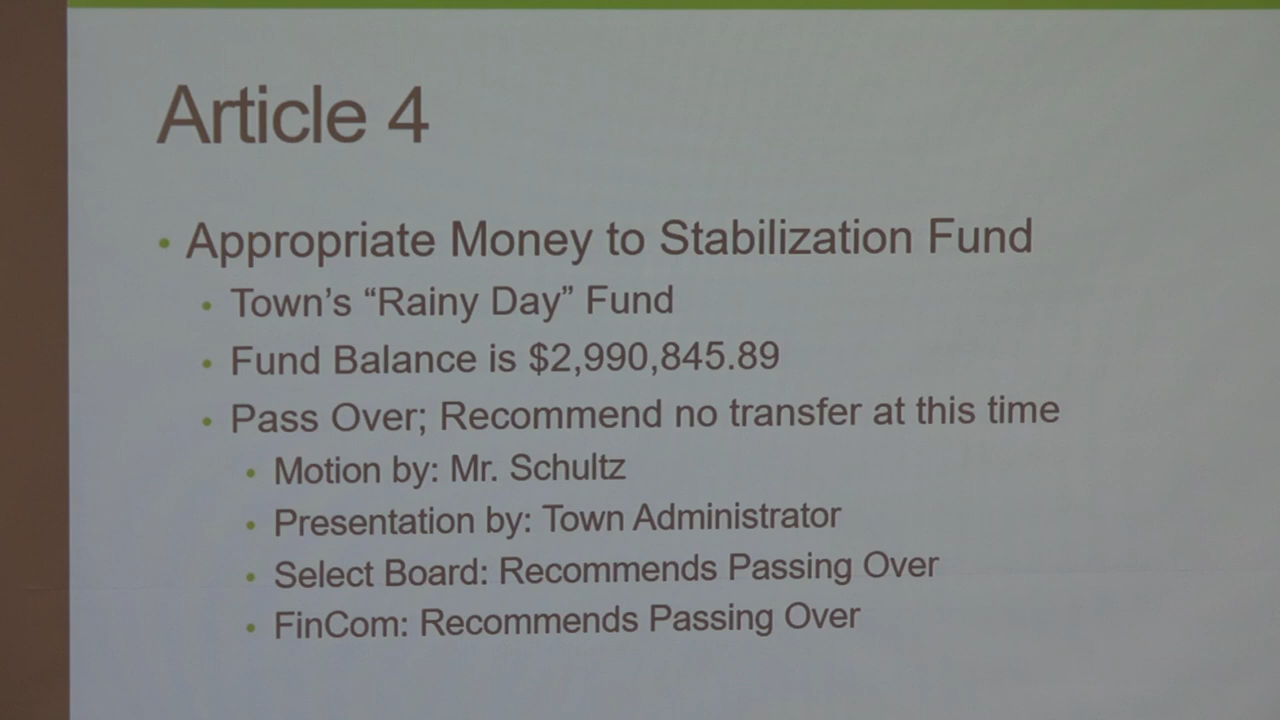 Article 4
• Appropriate Money to Stabilization Fund
• Town's “Rainy Day” Fund
• Fund Balance is $2,990,845.89
• Pass Over; Recommend no transfer at this time
• Motion by: Mr. Schultz
• Presentation by: Town Administrator
• Select Board: Recommends Passing Over
• FinCom: Recommends Passing Over